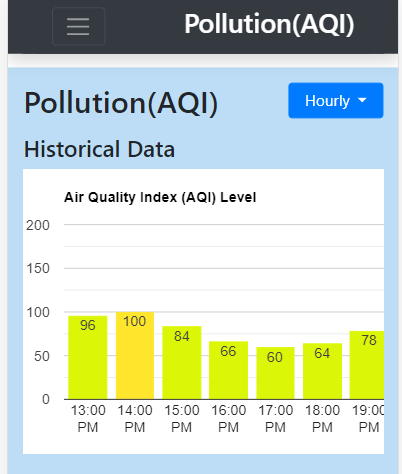 Pollution(AQI)
Pollution(AQI)
Hourly
Historical Data
Air Quality Index (AQI) Level
200
150
100
50
0
96
100
84
66
60
64
78
13:00 14:00 15:00 16:00 17:00 18:00 19:00
PM PM PM PM PM PM PM